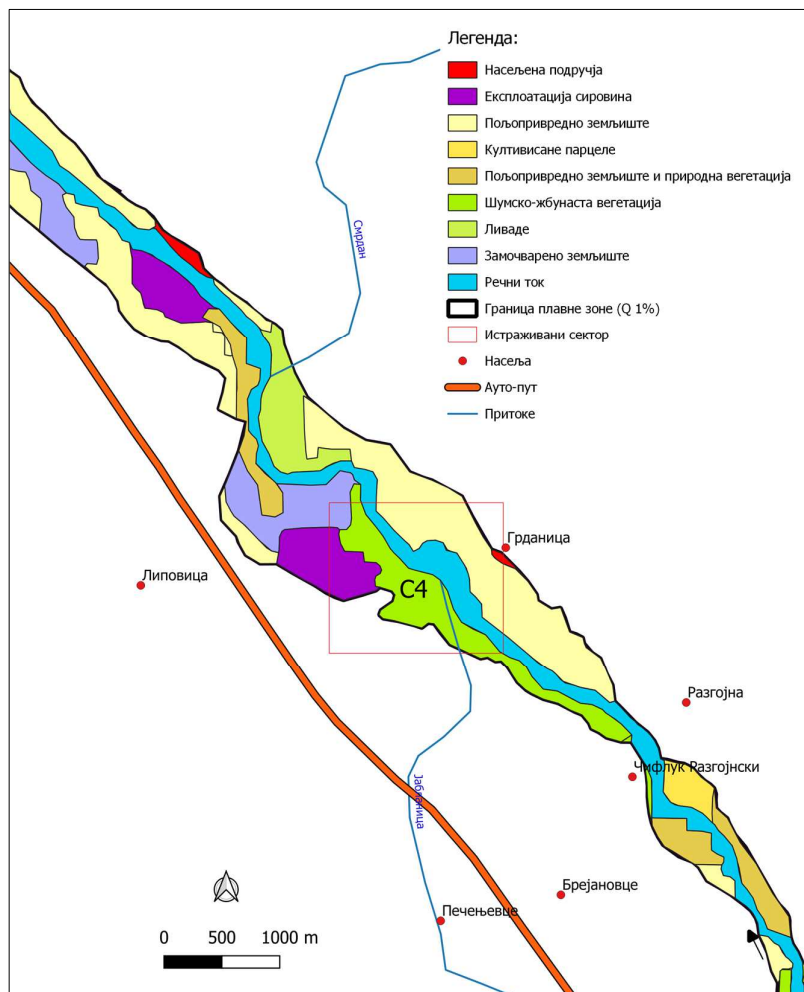 Легенда:
Насељена подручја
Експлоатација сировина
Пољопривредно земљиште
Култивисане парцеле
Пољопривредно земљиште и природна вегетација
Шумско-жбунаста вегетација
Ливаде
Замочварено земљиште
Речни ток
Граница плавне зоне (Q 1%)
Истраживани сектор
Насеља
Ауто-пут
Притоке
Смрдан
Грданица
Липовица
С4
Разгојна
Чифлук Разгојнски
Јабланица
Брејановце
Печењевце
0 500 1000 m